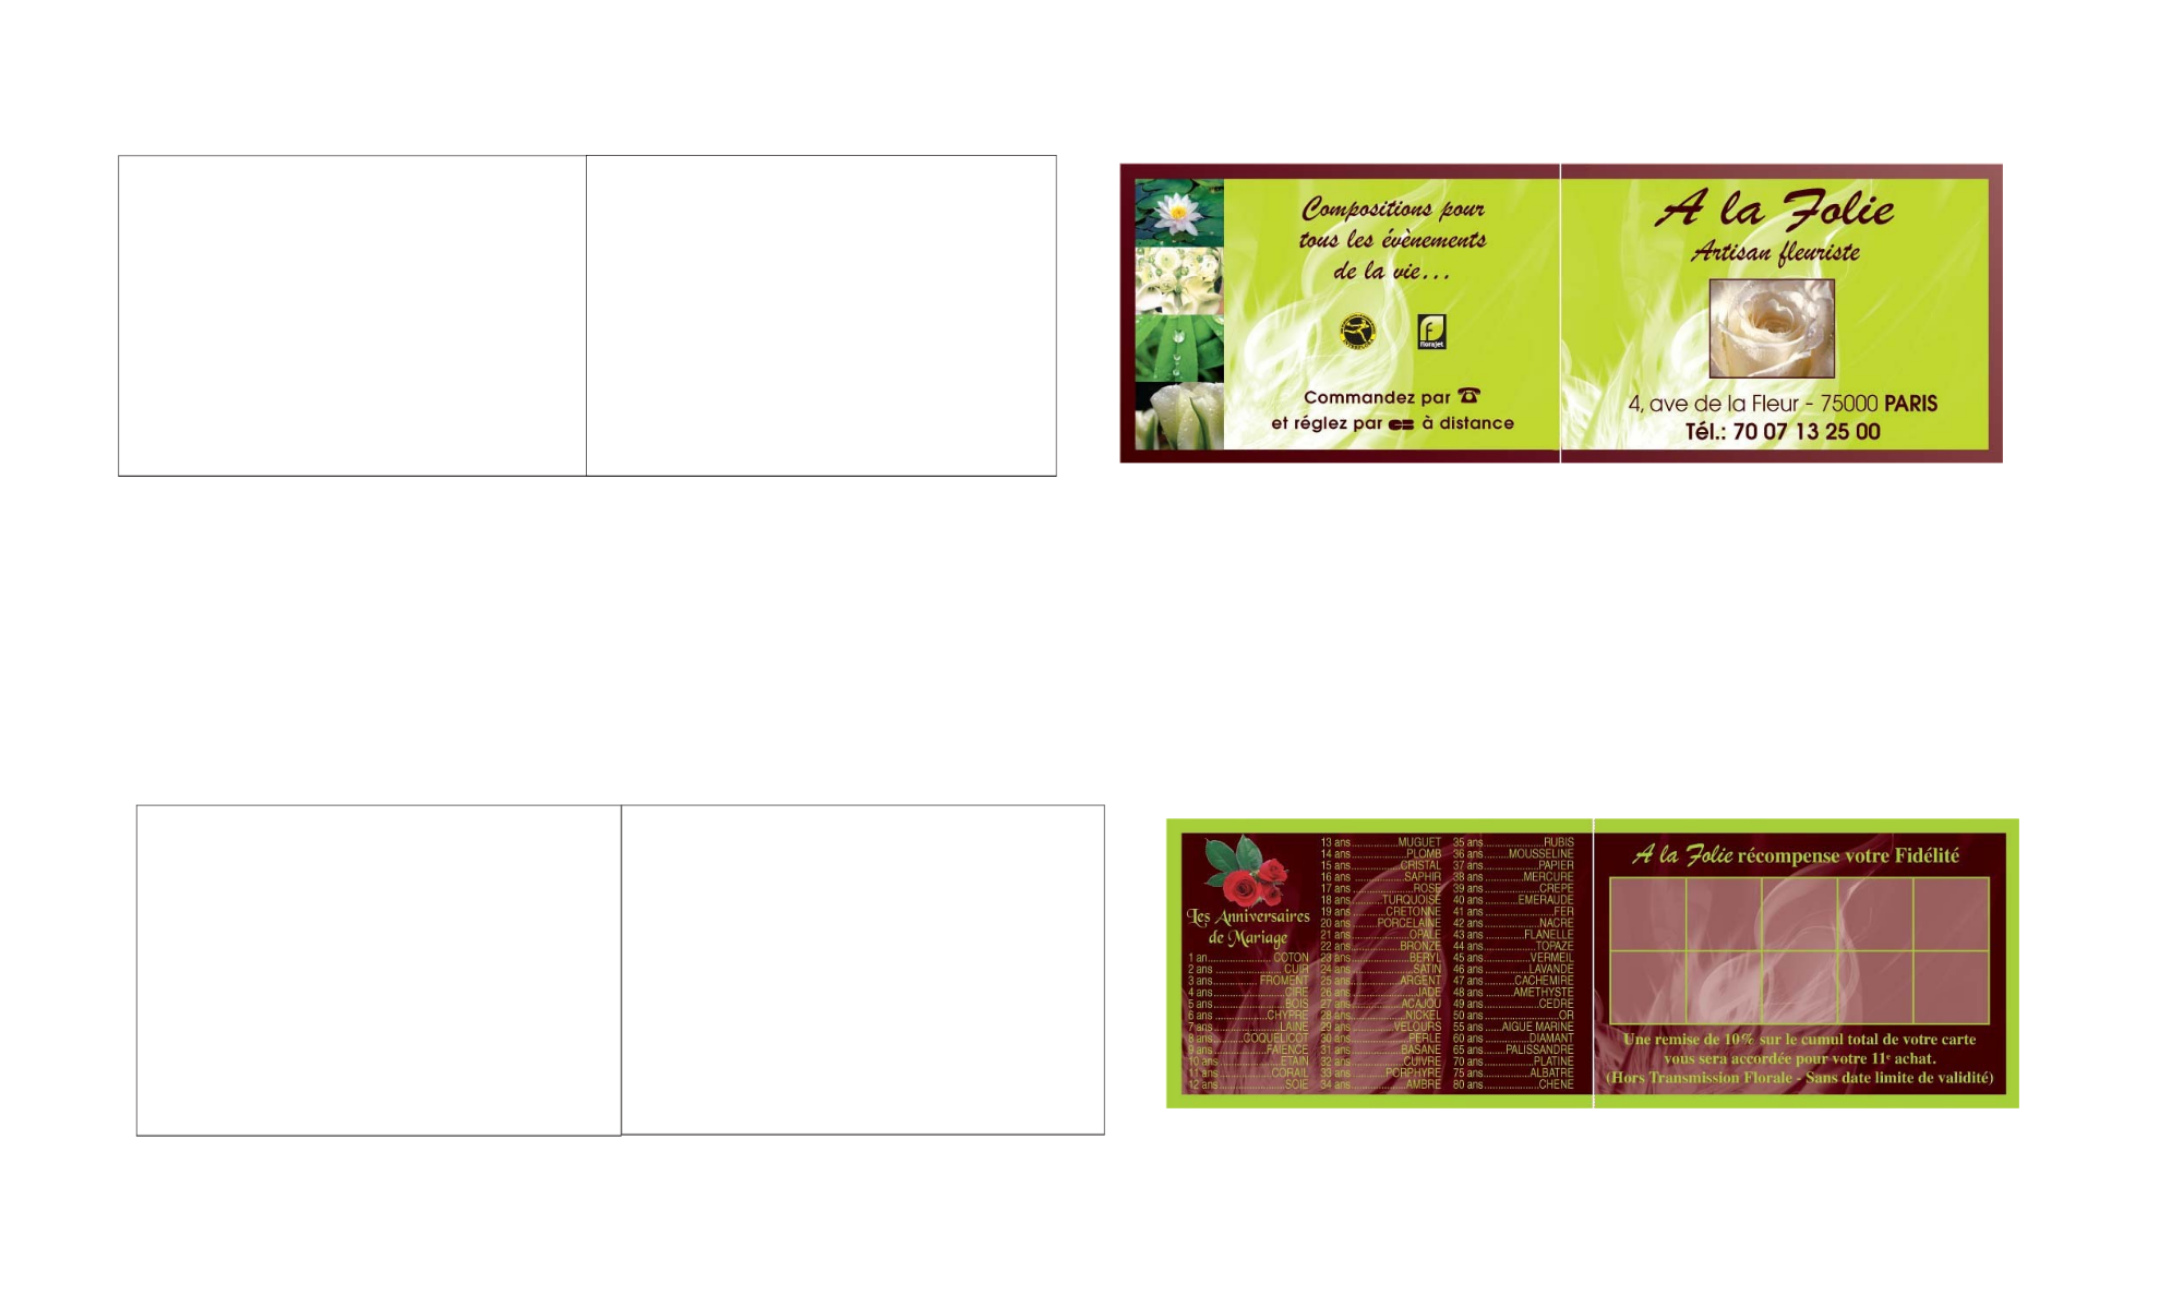 Compositions pour
tous les évènements
de la vie...
florajet
Commandez par
et réglez par à distance
A la Folie
Artisan fleuriste
4, ave de la Fleur - 75000 PARIS
Tél.: 70 07 13 25 00
Les Anniversaires
de Mariage
1 an......................COTON
2 ans......................CUIR
3 ans................FROMENT
4 ans......................CIRE
5 ans......................BOIS
6 ans..................CHYPRE
7 ans.....................LAINE
8 ans.........COQUELICOT
9 ans.................FAIENCE
10 ans....................ETAIN
11 ans..................CORAIL
12 ans.....................SOIE
13 ans................MUGUET
14 ans...................PLOMB
15 ans.................CRISTAL
16 ans..................SAPHIR
17 ans.....................ROSE
18 ans...........TURQUOISE
19 ans............CRETONNE
20 ans.........PORCELAINE
21 ans....................OPALE
22 ans.................BRONZE
23 ans....................BERYL
24 ans.....................SATIN
25 ans.................ARGENT
26 ans......................JADE
27 ans.................ACAJOU
28 ans...................NICKEL
29 ans...............VELOURS
30 ans....................PERLE
31 ans..................BASANE
32 ans...................CUIVRE
33 ans.............PORPHYRE
34 ans....................AMBRE
35 ans.....................RUBIS
36 ans.........MOUSSELINE
37 ans...................PAPIER
38 ans..............MERCURE
39 ans...................CREPE
40 ans............EMERAUDE
41 ans........................FER
42 ans....................NACRE
43 ans..............FLANELLE
44 ans..................TOPAZE
45 ans.................VERMEIL
46 ans................LAVANDE
47 ans............CACHEMIRE
48 ans............AMETHYSTE
49 ans....................CEDRE
50 ans.........................OR
55 ans......AIGUE MARINE
60 ans................DIAMANT
65 ans.........PALISSANDRE
70 ans..................PLATINE
75 ans................ALBATRE
80 ans....................CHENE
A la Folie récompense votre Fidélité
Une remise de 10% sur le cumul total de votre carte
vous sera accordée pour votre 11e achat.
(Hors Transmission Florale - Sans date limite de validité)